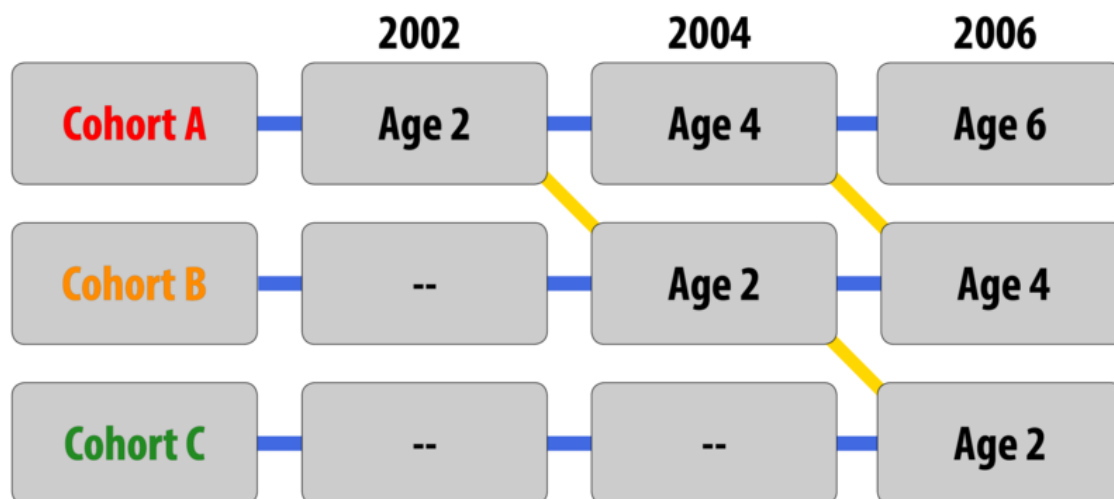 2002 2004 2006
Cohort A Age 2 Age 4 Age 6
Cohort B -- Age 2 Age 4
Cohort C -- -- Age 2